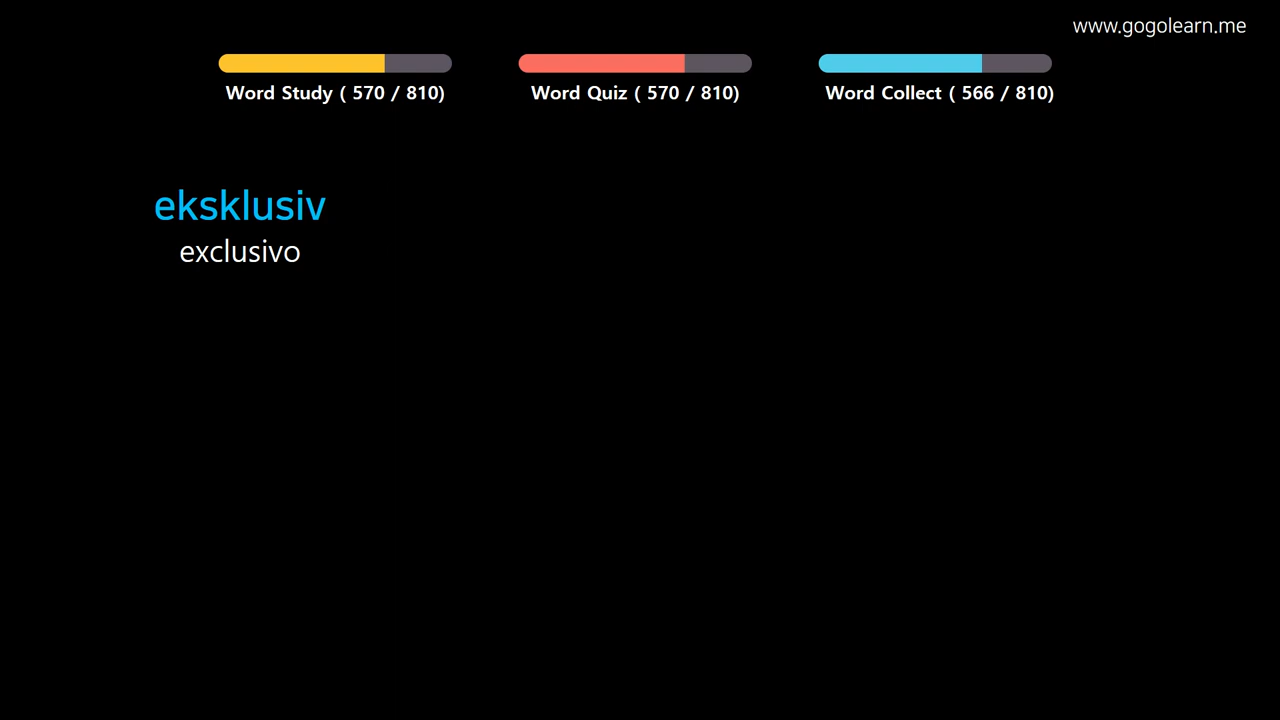 www.gogolearn.me
Word Study ( 570 / 810)
Word Quiz ( 570 / 810)
Word Collect ( 566 / 810)
eksklusiv
exclusivo